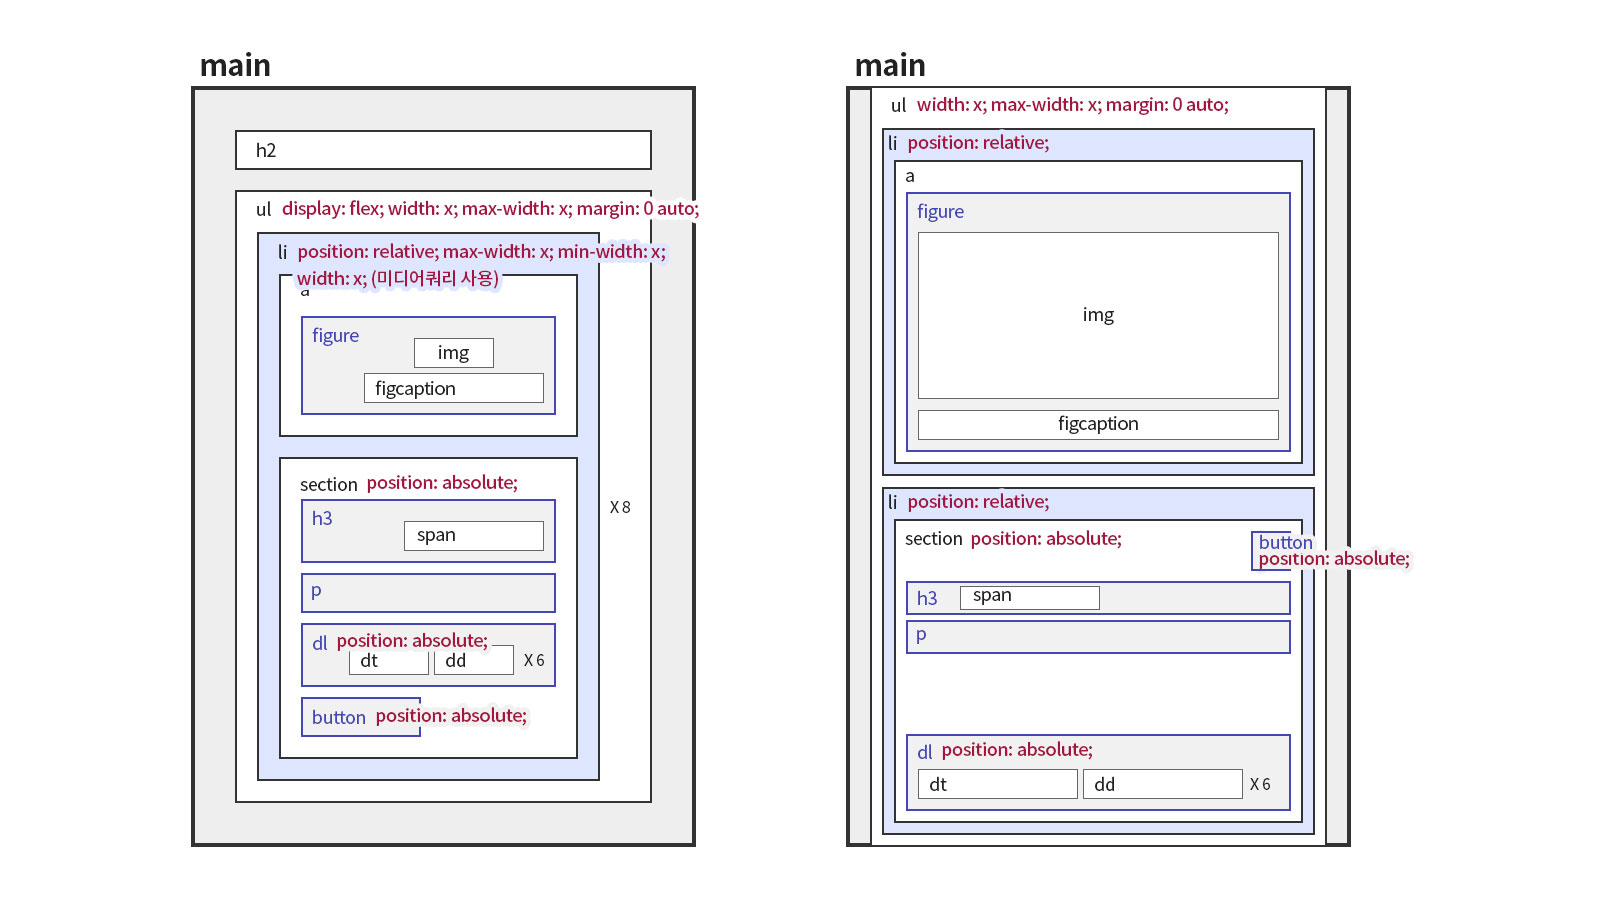 main
h2
ul display: flex; width: x; max-width: x; margin: 0 auto;
li position: relative; max-width: x; min-width: x;
width: x; (미디어쿼리 사용)
a
figure
img
figcaption
section position: absolute;
h3
span
p
dl position: absolute;
dt dd X 6
button position: absolute;
X 8
main
ul width: x; max-width: x; margin: 0 auto;
li position: relative;
a
figure
img
figcaption
li position: relative;
section position: absolute;
button
position: absolute;
h3 span
p
dl position: absolute;
dt dd X 6